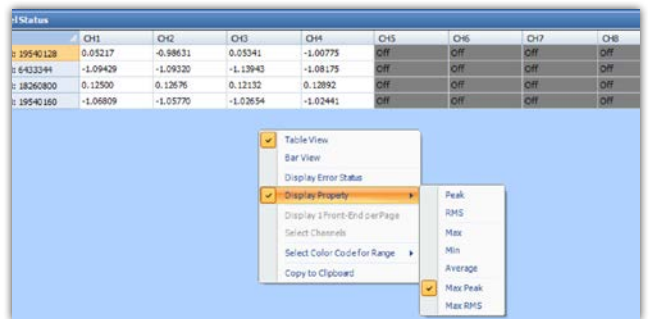 el Status
CH1 CH2 CH3 CH4 CH5 CH6 CH7 CH8
: 19540128 0.05217 -0.98631 0.05341 -1.00775 Off Off Off Off
: 6433344 -1.09429 -1.09320 -1.13943 -1.08175 Off Off Off Off
: 18260800 0.12500 0.12676 0.12132 0.12892 Off Off Off Off
: 19540160 -1.06809 -1.05770 -1.02654 -1.02441 Off Off Off Off
Table View
Bar View
Display Error Status
Display Property
Display 1 Front-End per Page
Select Channels
Select Color Code for Range
Copy to Clipboard
Peak
RMS
Max
Min
Average
Max Peak
Max RMS